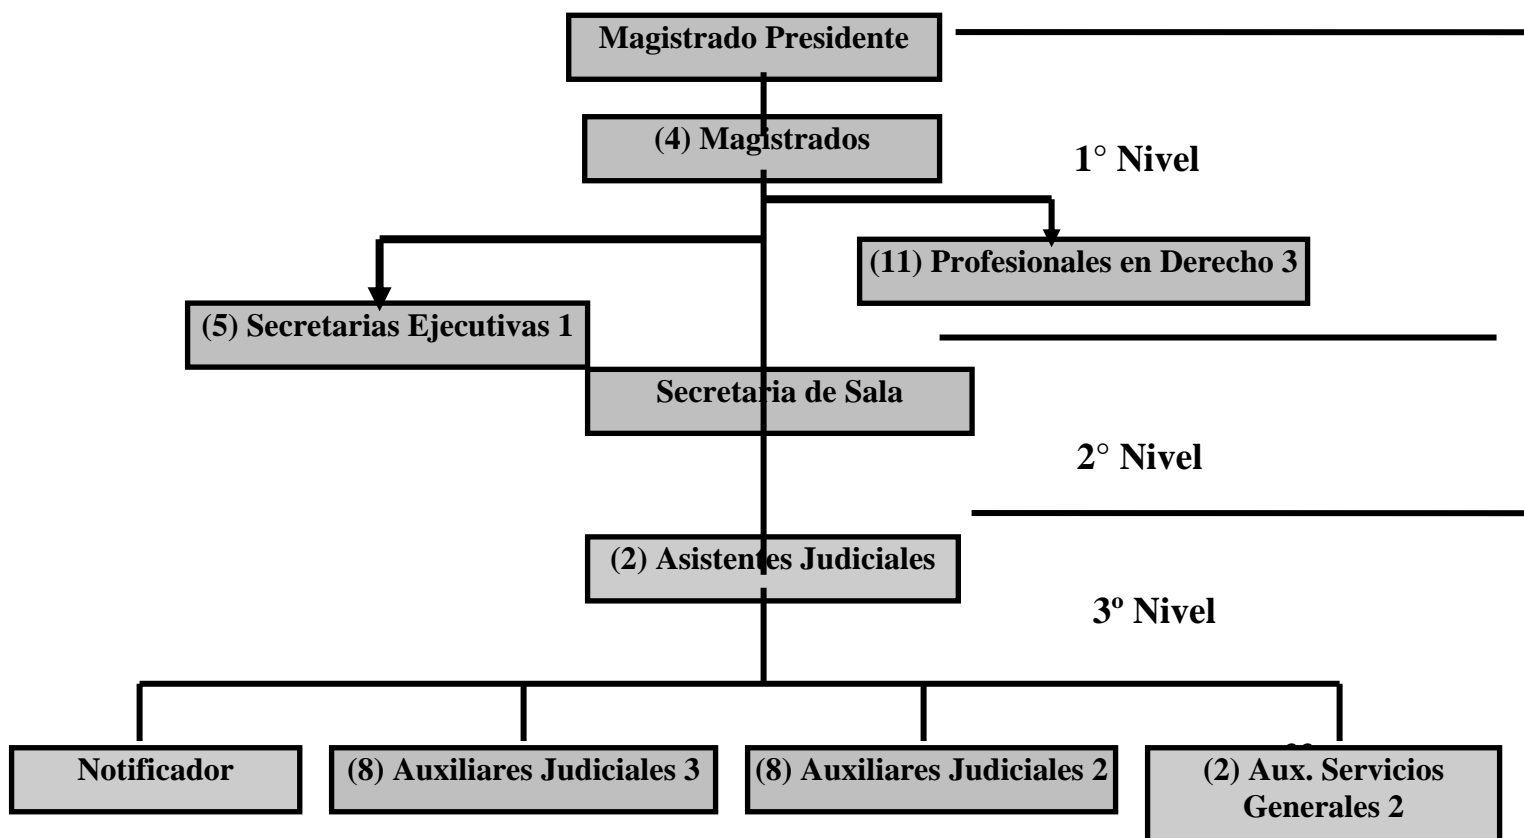 Magistrado Presidente
(4) Magistrados
1° Nivel
(11) Profesionales en Derecho 3
(5) Secretarias Ejecutivas 1
Secretaria de Sala
2° Nivel
(2) Asistentes Judiciales
3º Nivel
Notificador
(8) Auxiliares Judiciales 3
(8) Auxiliares Judiciales 2
(2) Aux. Servicios
Generales 2